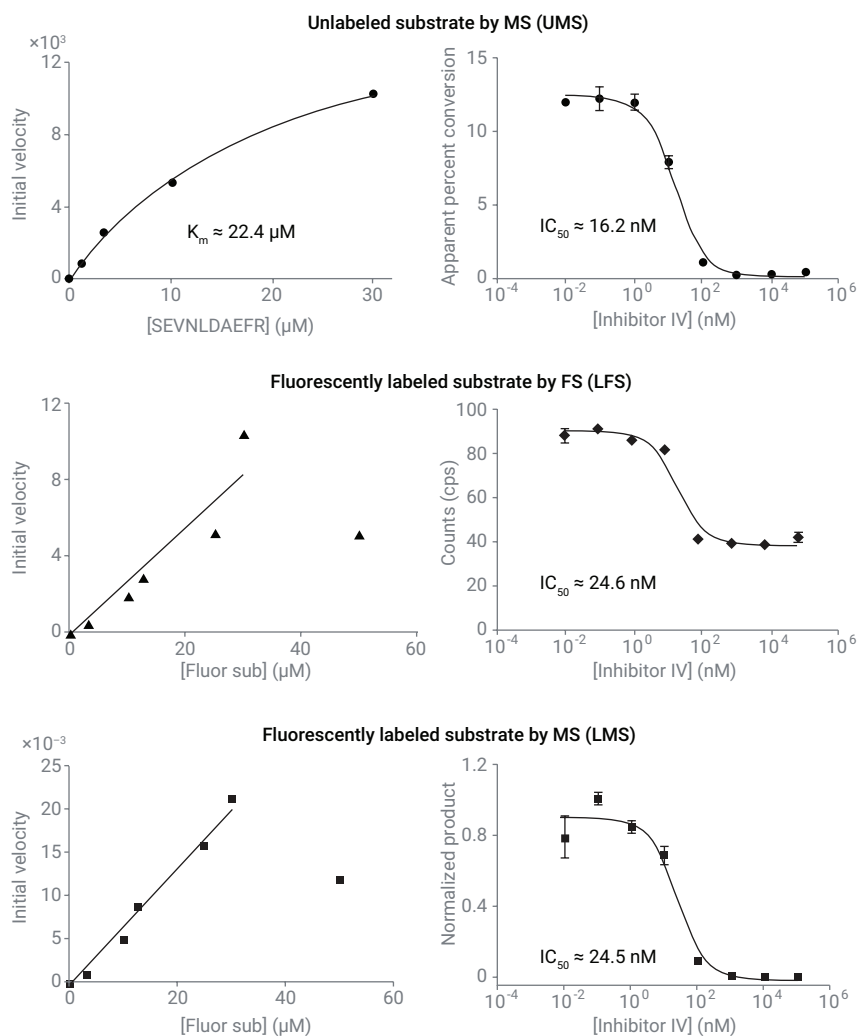 Unlabeled substrate by MS (UMS)
×10³
12
8
4
0
Initial velocity
Kₘ ≈ 22.4 µM
0 10 20 30
[SEVNLDAEFR] (µM)
15
10
5
0
Apparent percent conversion
IC₅₀ ≈ 16.2 nM
10⁻⁴ 10⁻² 10⁰ 10² 10⁴ 10⁶
[Inhibitor IV] (nM)
Fluorescently labeled substrate by FS (LFS)
12
8
4
0
Initial velocity
0 20 40 60
[Fluor sub] (µM)
100
80
60
40
20
0
Counts (cps)
IC₅₀ ≈ 24.6 nM
10⁻⁴ 10⁻² 10⁰ 10² 10⁴ 10⁶
[Inhibitor IV] (nM)
Fluorescently labeled substrate by MS (LMS)
×10⁻³
25
20
15
10
5
0
Initial velocity
0 20 40 60
[Fluor sub] (µM)
1.2
0.8
0.4
0
Normalized product
IC₅₀ ≈ 24.5 nM
10⁻⁴ 10⁻² 10⁰ 10² 10⁴ 10⁶
[Inhibitor IV] (nM)